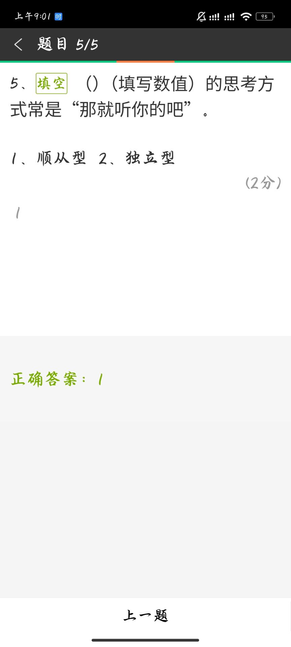 上午9:01
题目 5/5
5、填空 （）（填写数值）的思考方
式常是“那就听你的吧”。
1、顺从型 2、独立型
(2分)
1
正确答案：1
上一题